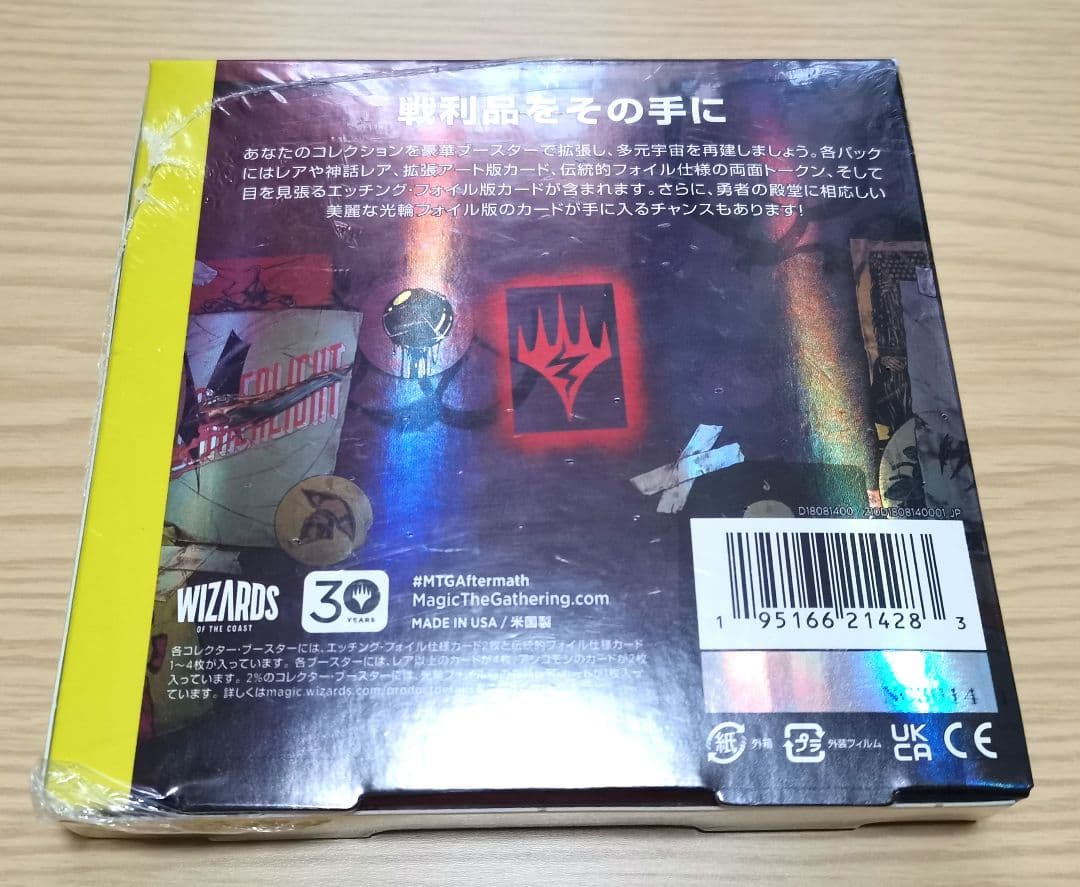 戦利品をその手に
あなたのコレクションを豪華ブースターで拡張し、多元宇宙を再建しましょう。各パック
にはレアや神話レア、拡張アート版カード、伝統的フォイル仕様の両面トークン、そして
目を見張るエッチング・フォイル版カードが含まれます。さらに、勇者の殿堂に相応しい
美麗な光輪フォイル版のカードが手に入るチャンスもあります!
D18081400 / 210D1808140001_JP
WIZARDS
OF THE COAST
30
YEARS
#MTGAftermath
MagicTheGathering.com
MADE IN USA / 米国製
各コレクター・ブースターには、エッチング・フォイル仕様カード2枚と伝統的フォイル仕様カード
1~4枚が入っています。各ブースターには、レア以上のカードが4枚、アンコモンのカードが2枚
入っています。2%のコレクター・ブースターには、
ています。詳しくはmagic.wizards.com/
1 95166 21428 3
紙 外箱 プラ 外装フィルム UK CA CE